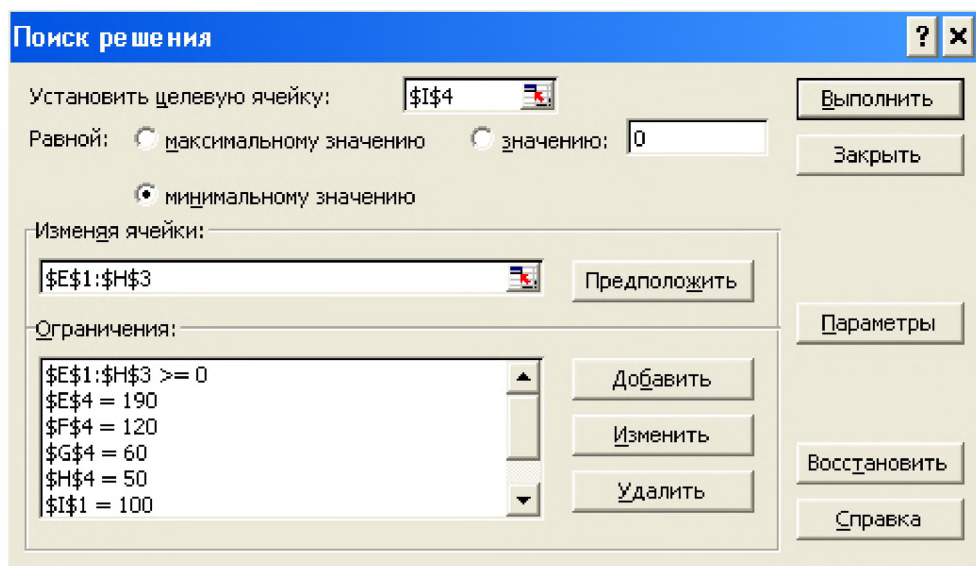 Поиск решения
Установить целевую ячейку: $I$4
Выполнить
Равной: максимальному значению значению: 0
Закрыть
минимальному значению
Изменяя ячейки:
$E$1:$H$3
Предположить
Параметры
Ограничения:
$E$1:$H$3 >= 0
$E$4 = 190
$F$4 = 120
$G$4 = 60
$H$4 = 50
$I$1 = 100
Добавить
Изменить
Удалить
Восстановить
Справка